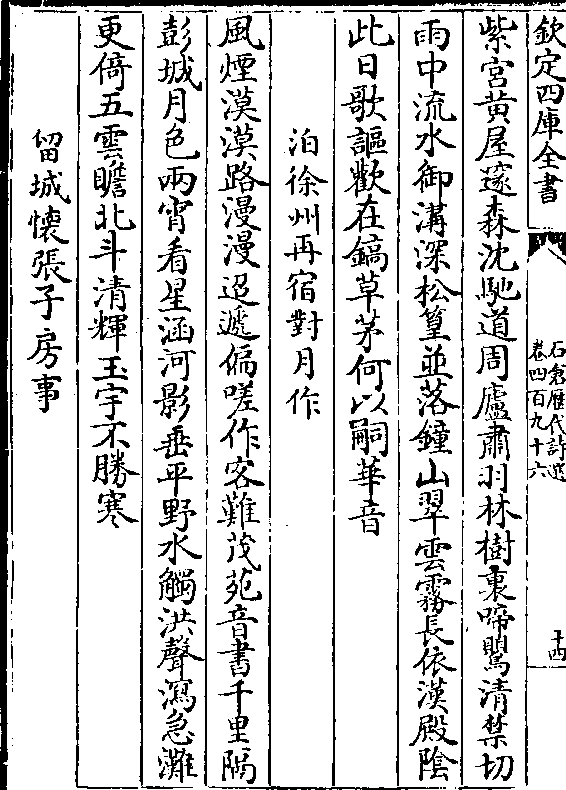 欽定四庫全書
石倉歷代詩選
卷四百九十六
十四
紫宮黄屋邃森沈馳道周廬肅羽林樹裏啼鶯清禁切
雨中流水御溝深松篁並落鐘山翠雲霧長依漢殿陰
此日歌謳歡在鎬草茅何以嗣華音
泊徐州再宿對月作
風煙漠漠路漫漫迢遞偏嗟作客難茂苑音書千里隔
彭城月色兩宵看星涵河影垂平野水觸洪聲瀉急灘
更倚五雲瞻北斗清輝玉宇不勝寒
留城懷張子房事